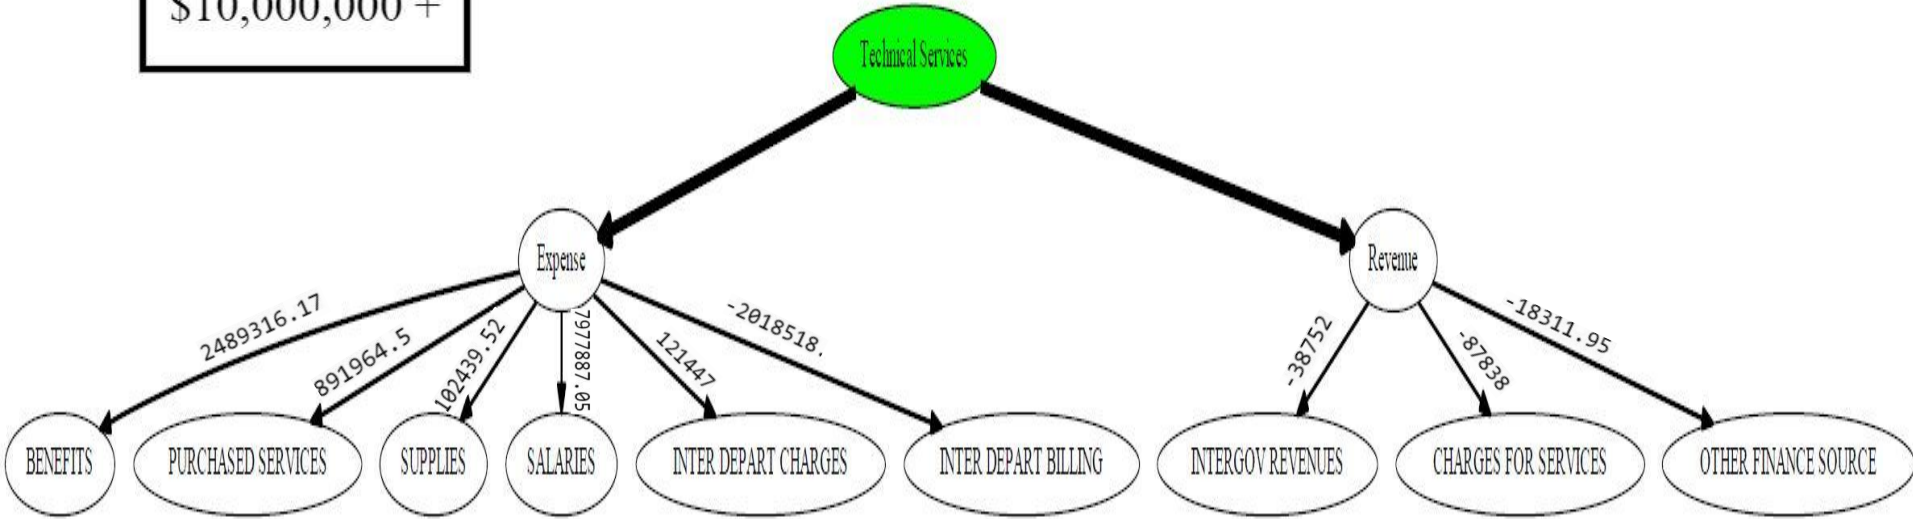 $10,000,000 +
Technical Services
Expense
Revenue
2489316.17
891964.5
102439.52
7977887.05
121447
-2018518.
-38752
-87838
-18311.95
BENEFITS
PURCHASED SERVICES
SUPPLIES
SALARIES
INTER DEPART CHARGES
INTER DEPART BILLING
INTERGOV REVENUES
CHARGES FOR SERVICES
OTHER FINANCE SOURCE